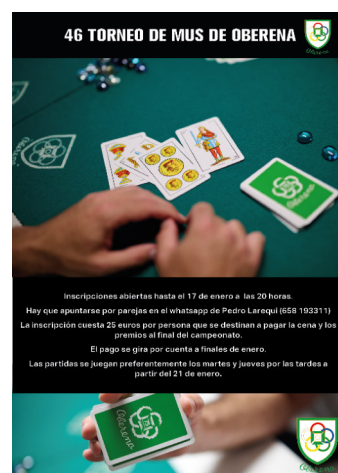 46 TORNEO DE MUS DE OBERENA
Oberena
Inscripciones abiertas hasta el 17 de enero a las 20 horas.
Hay que apuntarse por parejas en el whatsapp de Pedro Larequi (658 193311)
La inscripción cuesta 25 euros por persona que se destinan a pagar la cena y los
premios al final del campeonato.
El pago se gira por cuenta a finales de enero.
Las partidas se juegan preferentemente los martes y jueves por las tardes a
partir del 21 de enero.
Oberena
Oberena